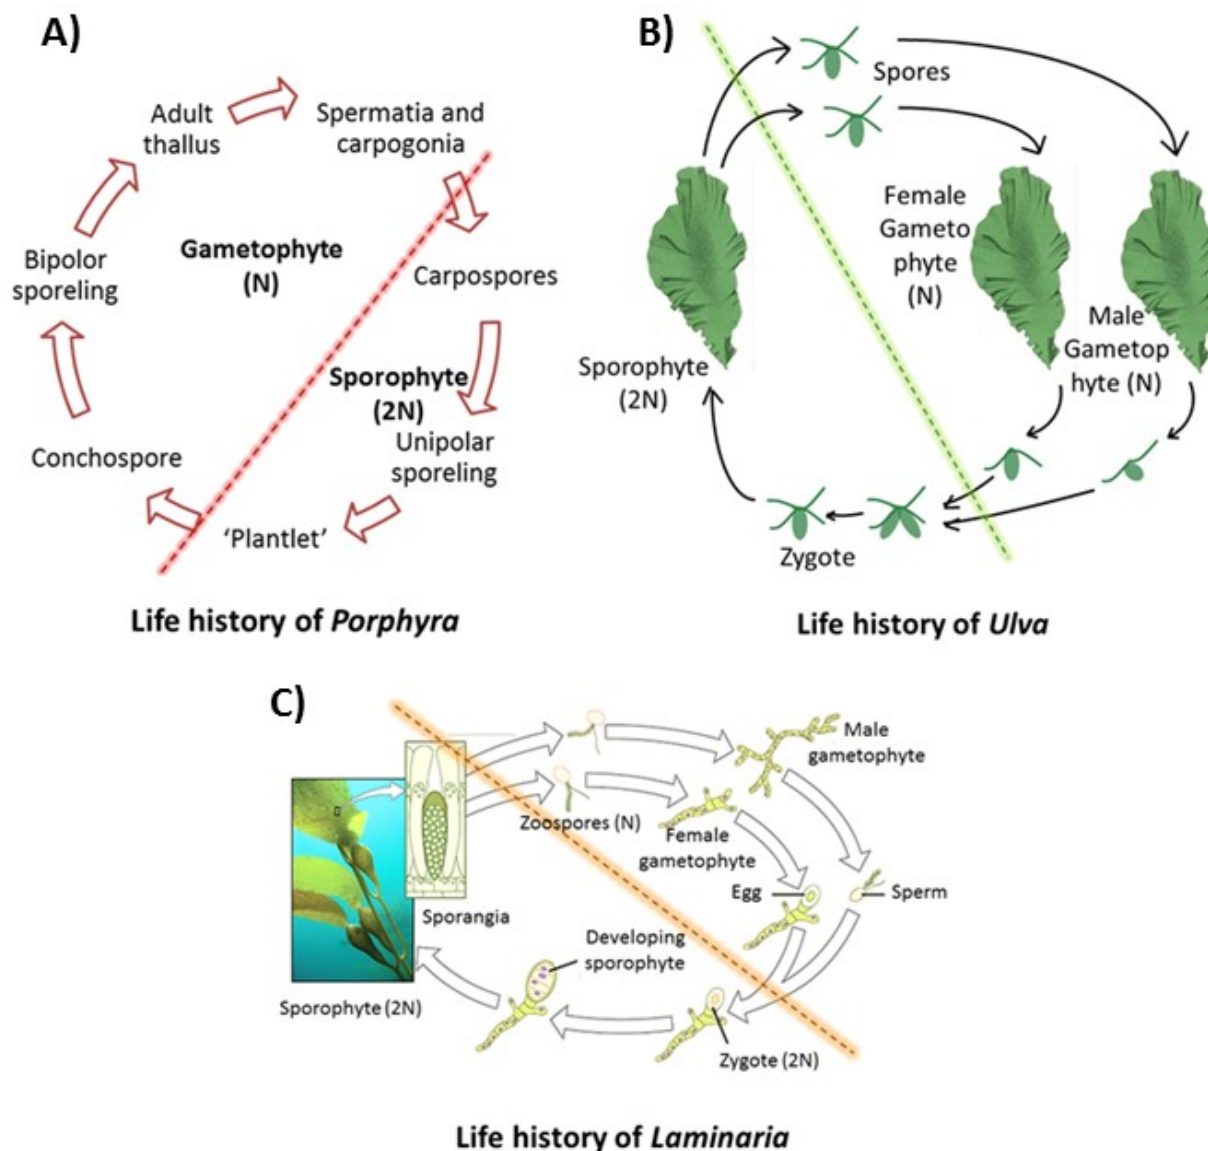 A)
Adult
thallus
Spermatia and
carpogonia
Bipolor
sporeling
Gametophyte
(N)
Carpospores
Sporophyte
(2N)
Unipolar
sporeling
Conchospore
‘Plantlet’
Life history of Porphyra
B)
Spores
Female
Gameto
phyte
(N)
Male
Gametop
hyte (N)
Sporophyte
(2N)
Zygote
Life history of Ulva
C)
Male
gametophyte
Zoospores (N)
Female
gametophyte
Egg
Sperm
Sporangia
Developing
sporophyte
Sporophyte (2N)
Zygote (2N)
Life history of Laminaria